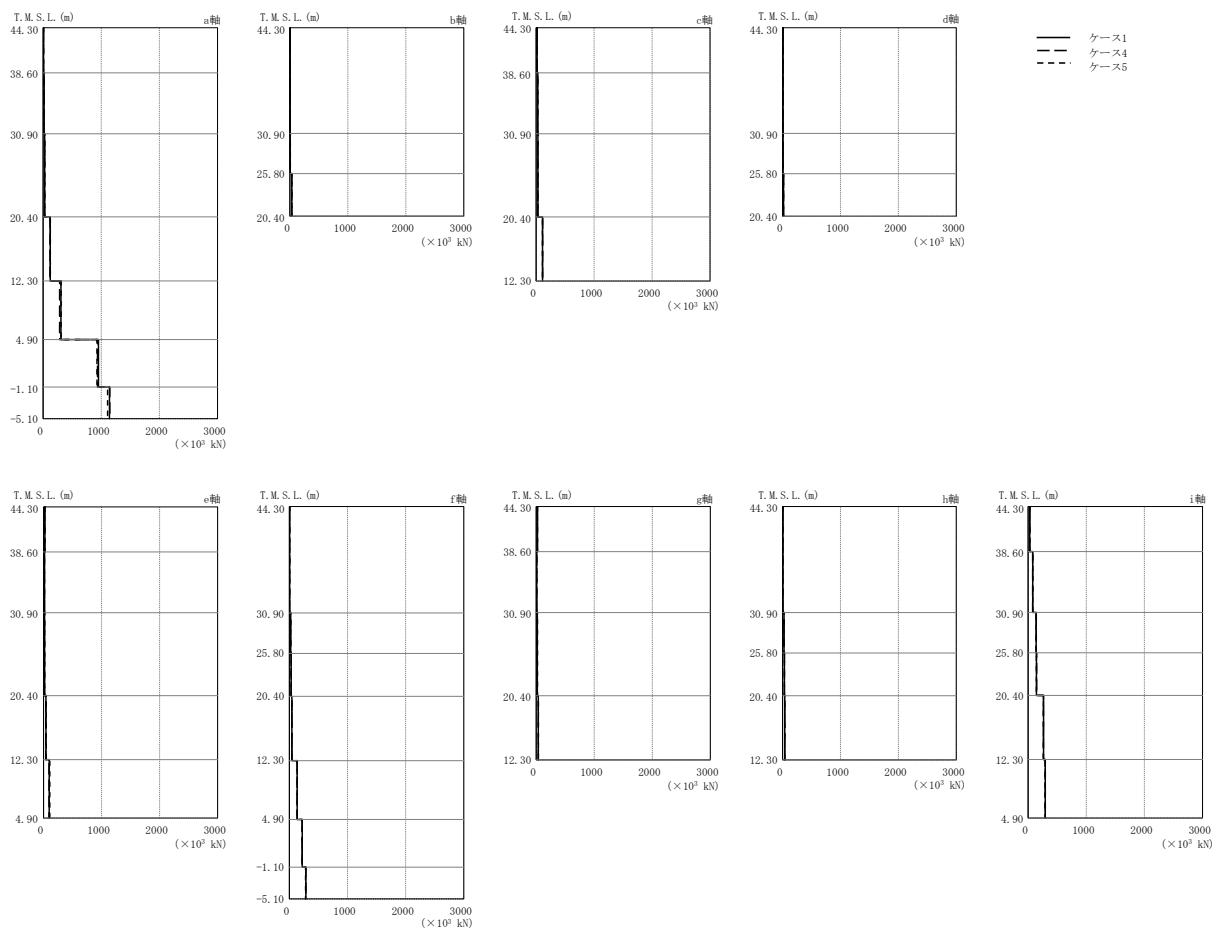 T.M.S.L.(m) a軸
44.30
38.60
30.90
20.40
12.30
4.90
-1.10
-5.10
0 1000 2000 3000
(×10³ kN)
T.M.S.L.(m) b軸
44.30
30.90
25.80
20.40
0 1000 2000 3000
(×10³ kN)
T.M.S.L.(m) c軸
44.30
38.60
30.90
20.40
12.30
0 1000 2000 3000
(×10³ kN)
T.M.S.L.(m) d軸
44.30
30.90
25.80
20.40
0 1000 2000 3000
(×10³ kN)
ケース1
ケース4
ケース5
T.M.S.L.(m) e軸
44.30
38.60
30.90
20.40
12.30
4.90
0 1000 2000 3000
(×10³ kN)
T.M.S.L.(m) f軸
44.30
30.90
25.80
20.40
12.30
4.90
-1.10
-5.10
0 1000 2000 3000
(×10³ kN)
T.M.S.L.(m) g軸
44.30
38.60
30.90
20.40
12.30
0 1000 2000 3000
(×10³ kN)
T.M.S.L.(m) h軸
44.30
30.90
25.80
20.40
12.30
0 1000 2000 3000
(×10³ kN)
T.M.S.L.(m) i軸
44.30
38.60
30.90
25.80
20.40
12.30
4.90
0 1000 2000 3000
(×10³ kN)